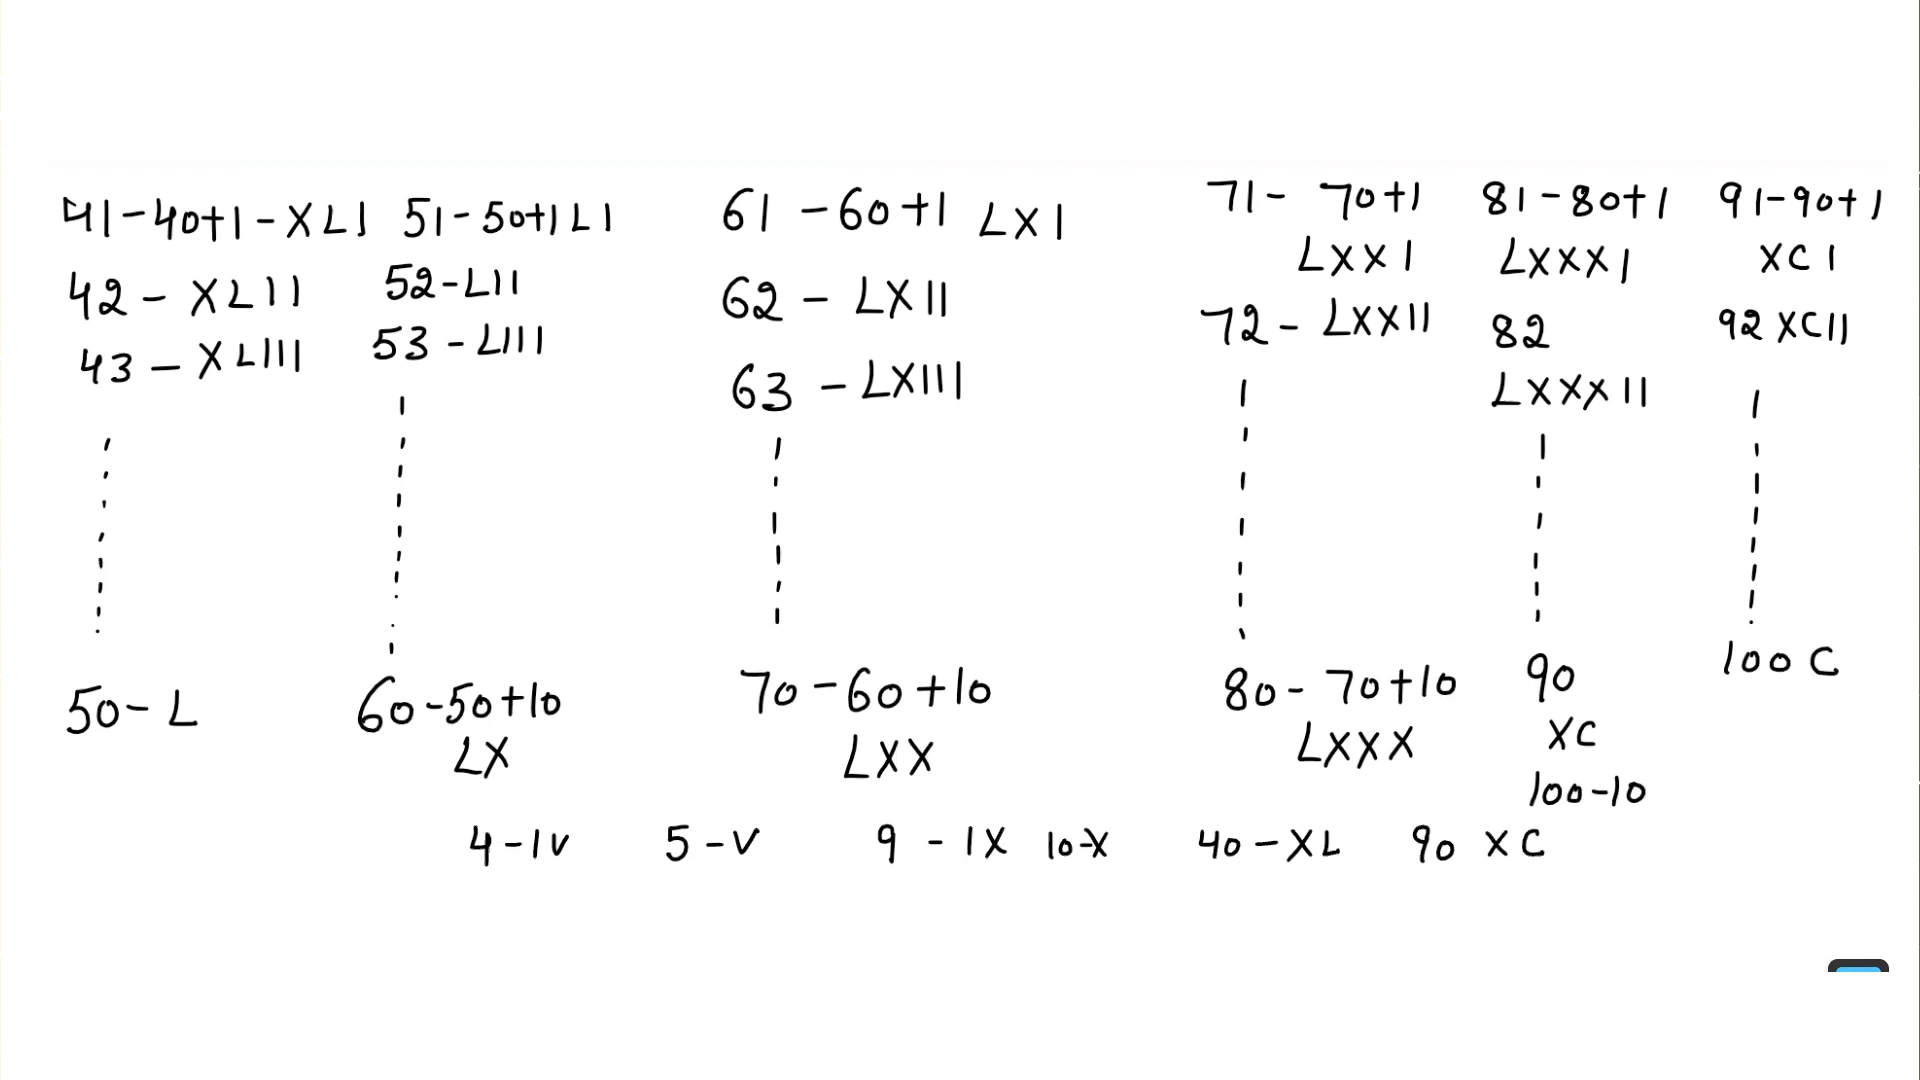 41-40+1-XLI
42 - XLII
43 - XLIII
50- L
51-50+1 LI
52-LII
53 -LIII
60-50+10
LX
61 -60+1 LXI
62 - LXII
63 - LXIII
70-60+10
LXX
71- 70+1
LXXI
72- LXXII
80- 70+10
LXXX
81-80+1
LXXXI
82
LXXXII
90
XC
100-10
91-90+1
XCI
92 XCII
100 C
4-IV 5-V 9 - IX 10-X 40-XL 90 XC